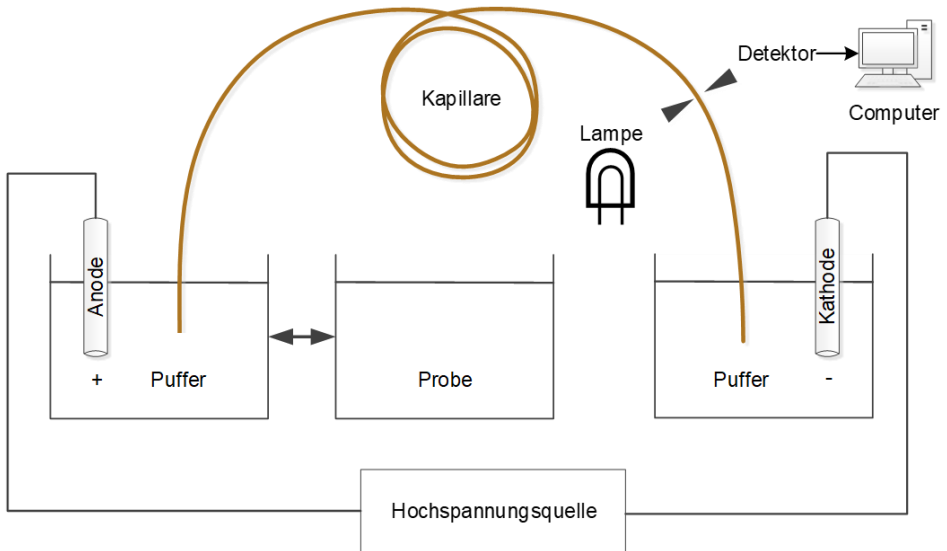 Detektor
Computer
Kapillare
Lampe
Anode
Kathode
+
Puffer
Probe
Puffer
-
Hochspannungsquelle